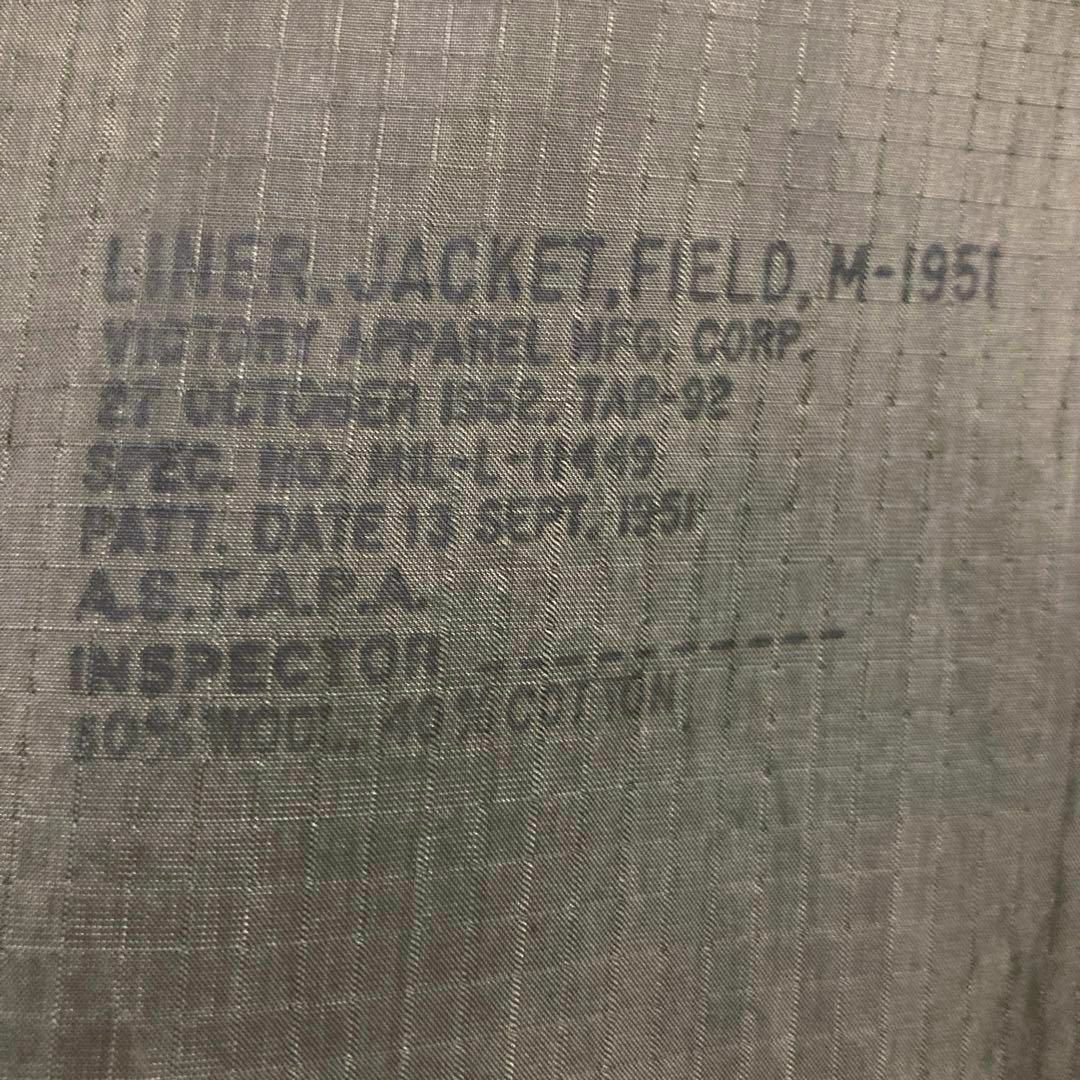 LINER, JACKET, FIELD, M-1951
VICTORY APPAREL MFG. CORP.
27 OCTOBER 1952, TAP-92
SPEC. NO. MIL-L-11449
PATT. DATE 13 SEPT. 1951
A.S.T.A.P.A.
INSPECTOR ----------
60% WOOL, 40% COTTON